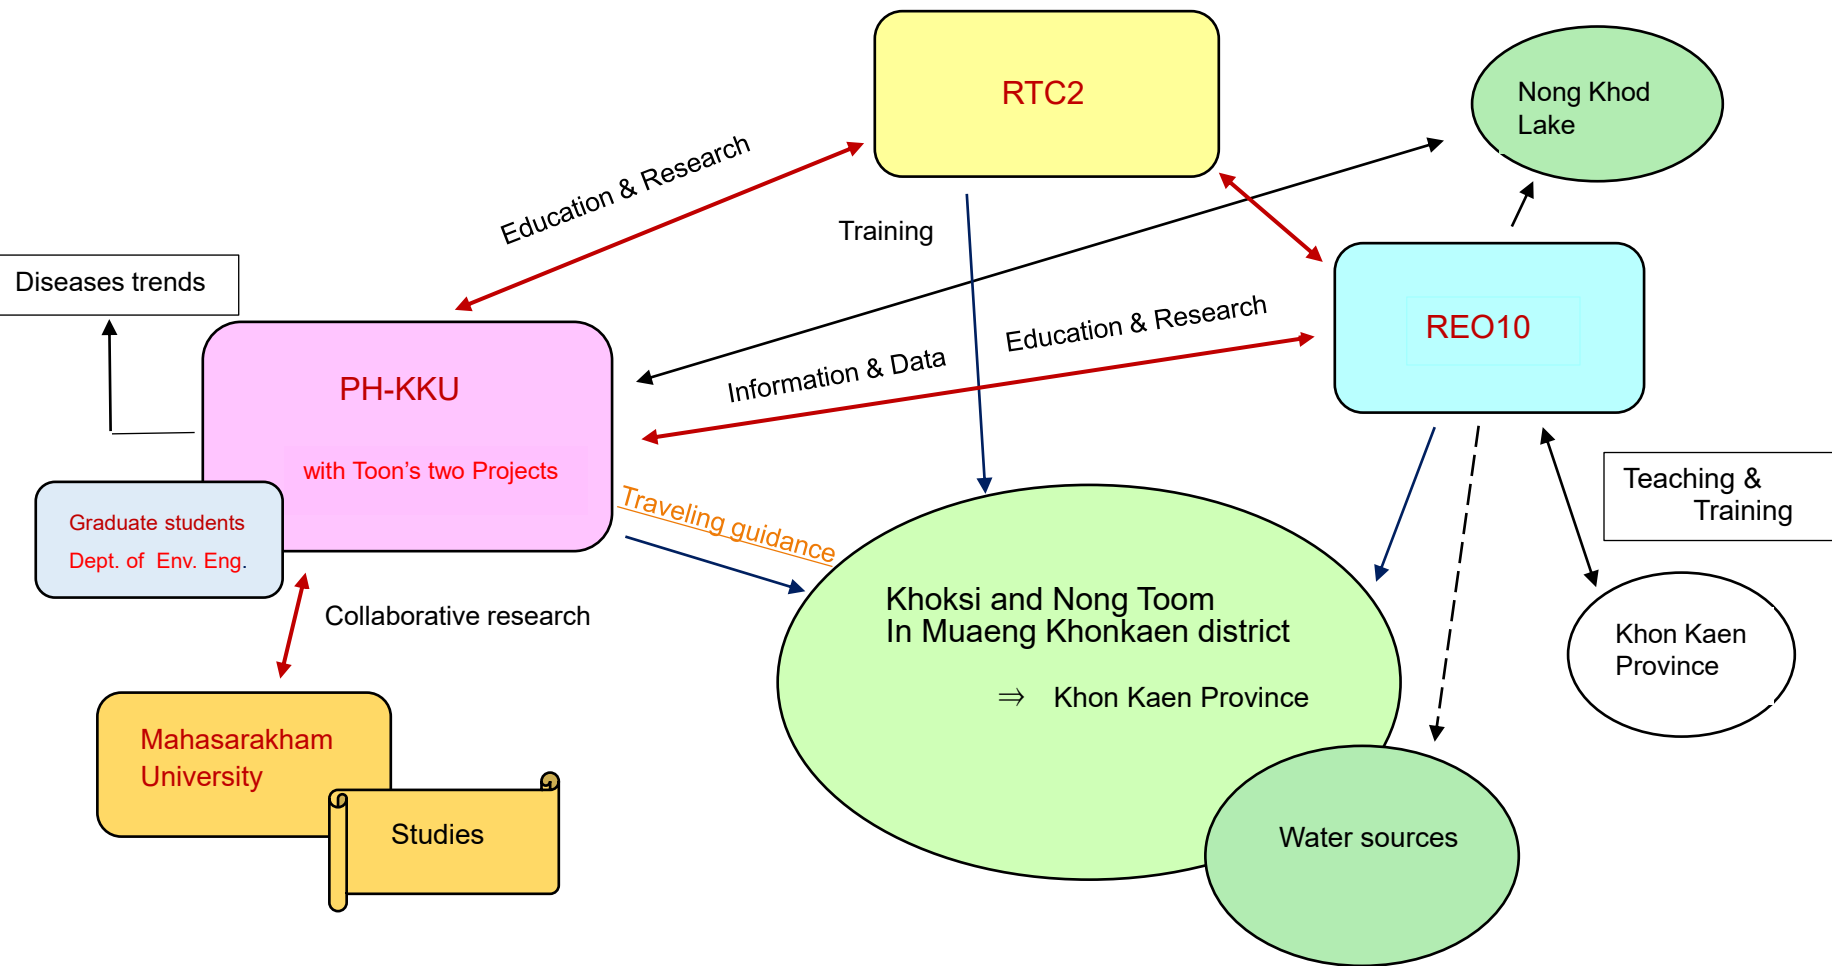 RTC2
Nong Khod
Lake
Education & Research
Training
Diseases trends
Education & Research
REO10
Information & Data
PH-KKU
with Toon’s two Projects
Traveling guidance
Teaching &
Training
Graduate students
Dept. of  Env. Eng.
Khoksi and Nong Toom
In Muaeng Khonkaen district
⇒ Khon Kaen Province
Collaborative research
Khon Kaen
Province
Mahasarakham
University
Studies
Water sources